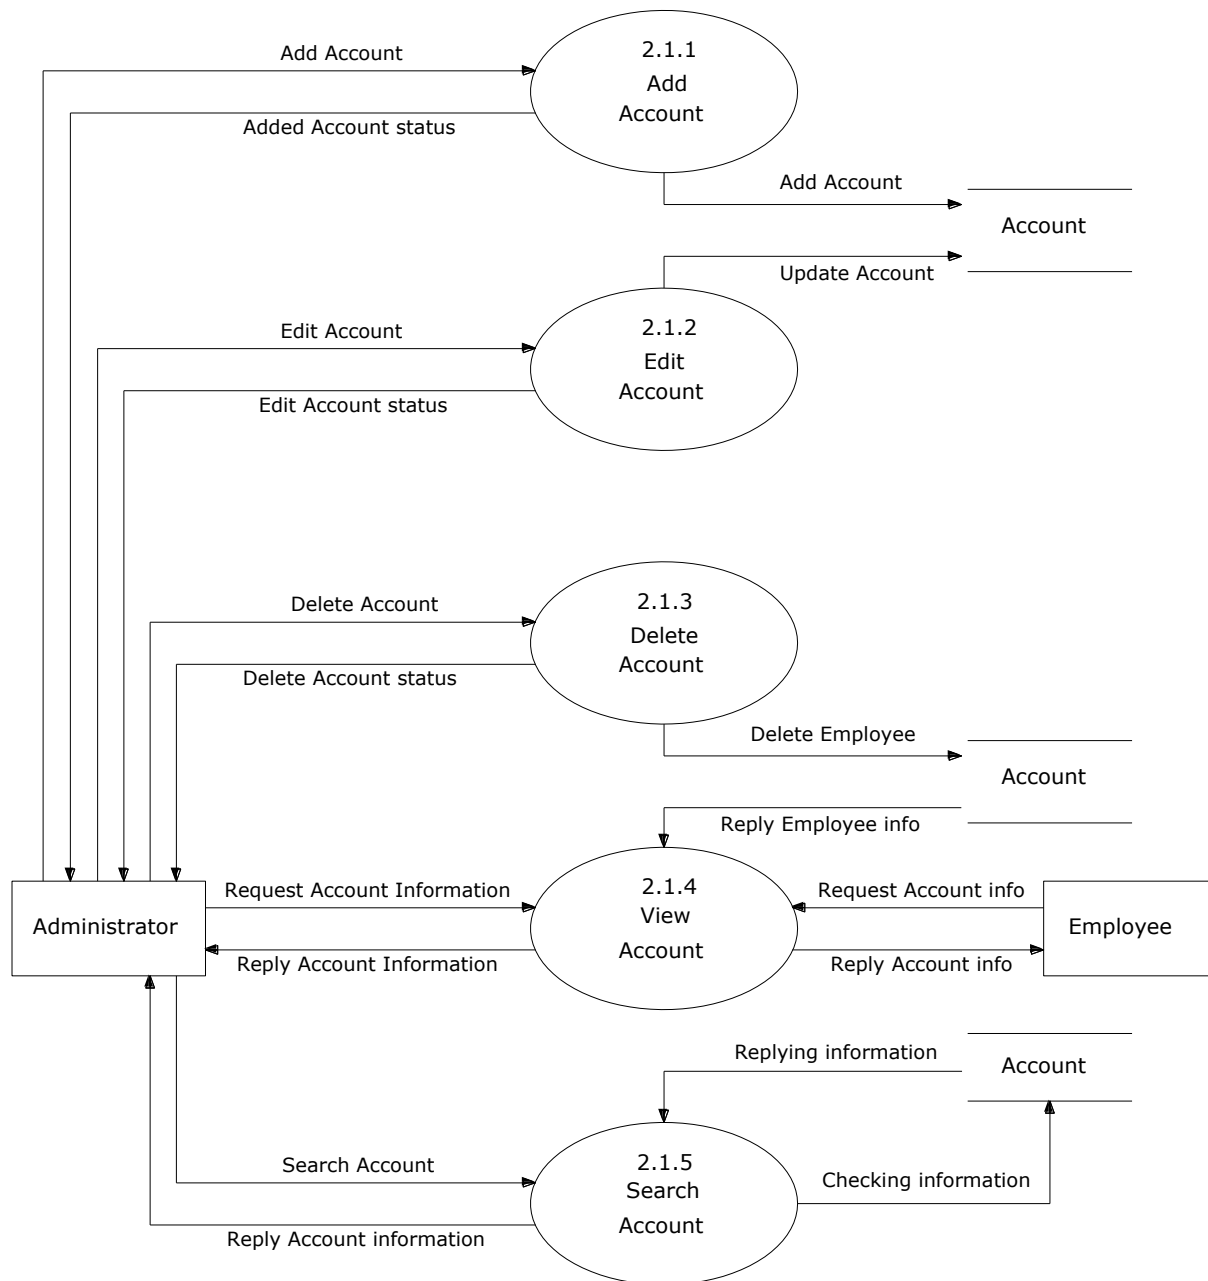 Add Account
2.1.1
Add
Account
Added Account status
Add Account
Account
Update Account
Edit Account
2.1.2
Edit
Account
Edit Account status
Delete Account
2.1.3
Delete
Account
Delete Account status
Delete Employee
Account
Reply Employee info
Administrator
Request Account Information
2.1.4
View
Account
Request Account info
Employee
Reply Account Information
Reply Account info
Replying information
Account
Search Account
2.1.5
Search
Account
Checking information
Reply Account information